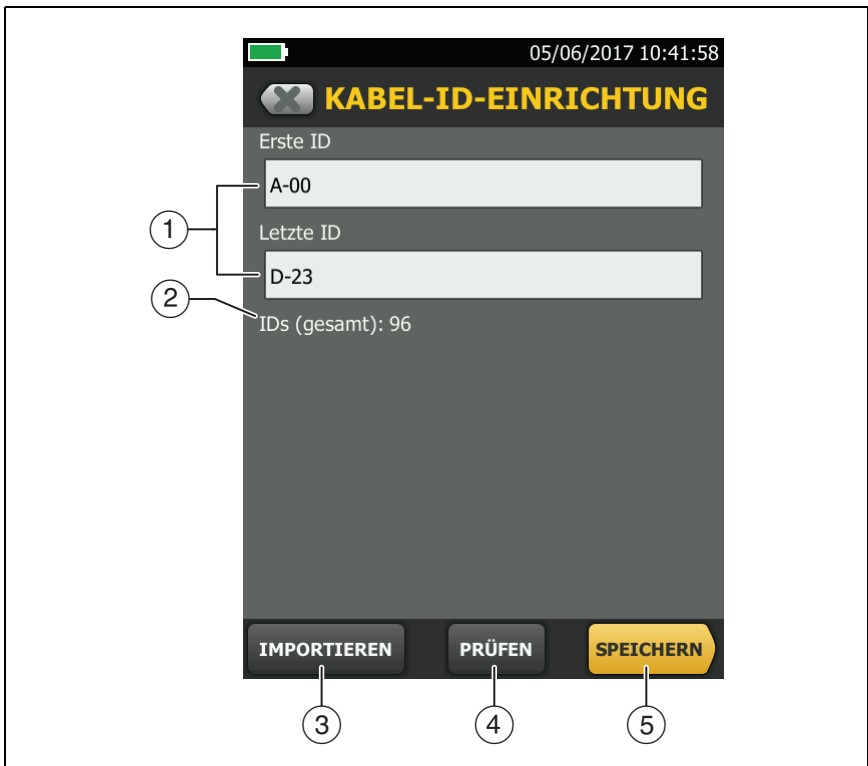 05/06/2017 10:41:58
KABEL-ID-EINRICHTUNG
Erste ID
A-00
1
Letzte ID
D-23
2
IDs (gesamt): 96
IMPORTIEREN PRÜFEN SPEICHERN
3 4 5